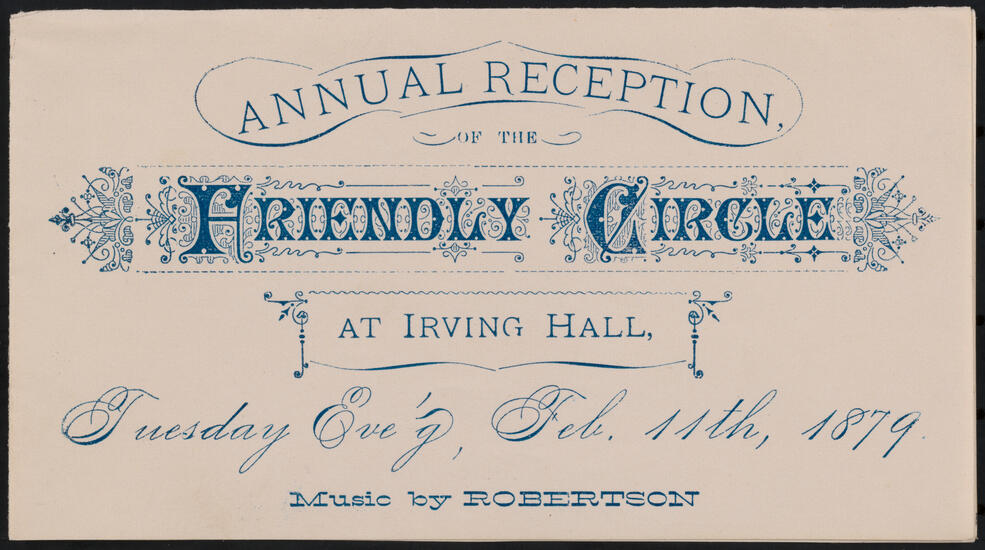 ANNUAL RECEPTION,
OF THE
FRIENDLY CIRCLE
AT IRVING HALL,
Tuesday Eve'g, Feb. 11th, 1879.
Music by ROBERTSON